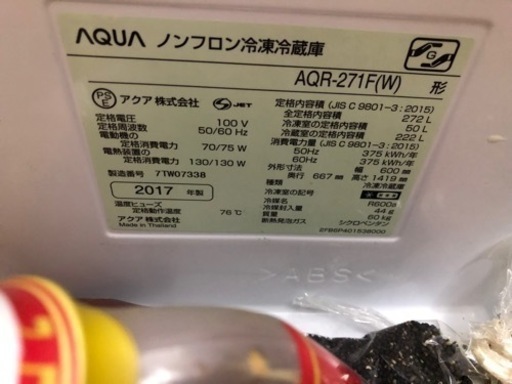 AQUA ノンフロン冷凍冷蔵庫
G
AQR-271F(W) 形
PSE アクア株式会社 JET
定格電圧 100 V
定格周波数 50/60 Hz
電動機の定格消費電力 70/75 W
電熱装置の定格消費電力 130/130 W
製造番号 7TW07338
2017 年製
温度ヒューズ
定格動作温度 76℃
アクア株式会社
Made in Thailand
定格内容積 (JIS C 9801-3 : 2015)
全定格内容積 272 L
冷凍室の定格内容積 50 L
冷蔵室の定格内容積 222 L
消費電力量 (JIS C 9801-3 : 2015)
50Hz 375 kWh/年
60Hz 375 kWh/年
外形寸法 幅 600 mm
奥行 667 mm 高さ 1419 mm
種類 冷凍冷蔵庫
冷凍室の記号
冷媒名 R600a
冷媒封入量 44 g
質量 60 kg
断熱発泡ガス シクロペンタン
>ABS<